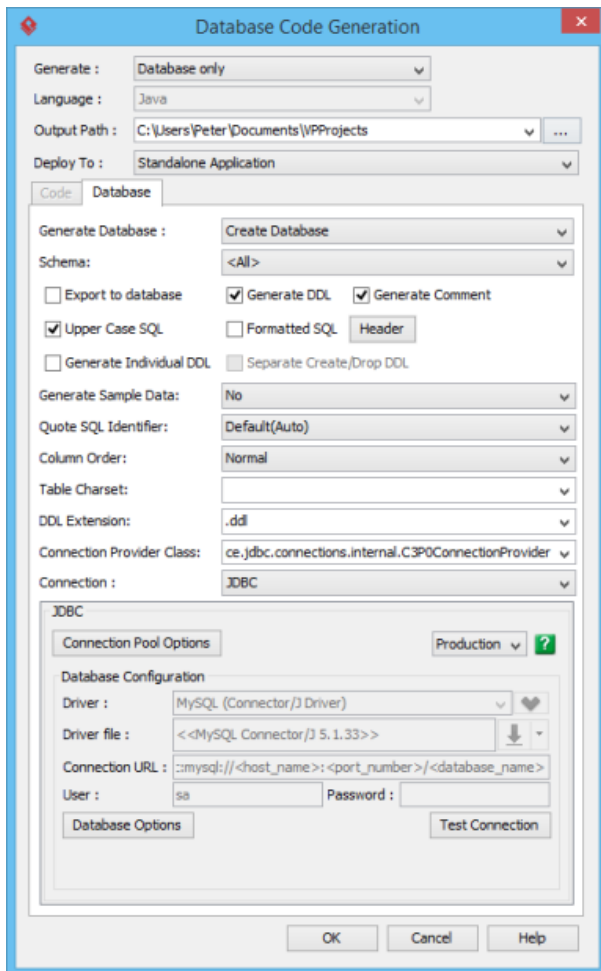 Database Code Generation
Generate : Database only
Language : Java
Output Path : C:\Users\Peter\Documents\VPProjects ...
Deploy To : Standalone Application
Code Database
Generate Database : Create Database
Schema: <All>
Export to database Generate DDL Generate Comment
Upper Case SQL Formatted SQL Header
Generate Individual DDL Separate Create/Drop DDL
Generate Sample Data: No
Quote SQL Identifier: Default(Auto)
Column Order: Normal
Table Charset:
DDL Extension: .ddl
Connection Provider Class: ce.jdbc.connections.internal.C3P0ConnectionProvider
Connection : JDBC
JDBC
Connection Pool Options Production ?
Database Configuration
Driver : MySQL (Connector/J Driver)
Driver file : <<MySQL Connector/J 5.1.33>>
Connection URL : ::mysql://<host_name>:<port_number>/<database_name>
User : sa Password :
Database Options Test Connection
OK Cancel Help